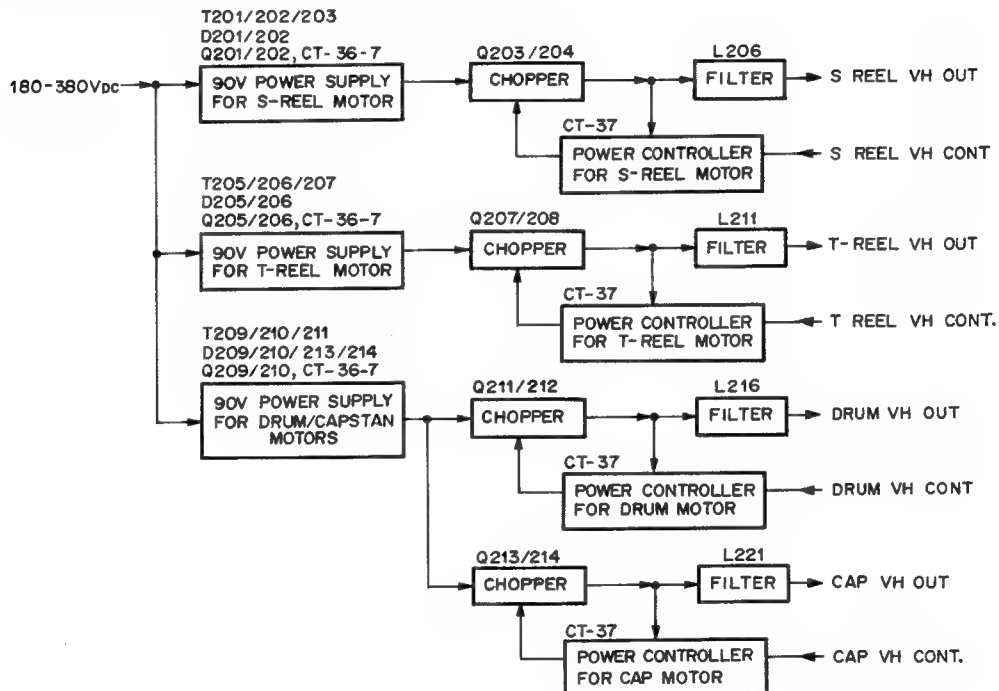 T201/202/203
D201/202
Q201/202, CT-36-7
180-380VDC
90V POWER SUPPLY
FOR S-REEL MOTOR
Q203/204
CHOPPER
L206
FILTER
S REEL VH OUT
CT-37
POWER CONTROLLER
FOR S-REEL MOTOR
S REEL VH CONT
T205/206/207
D205/206
Q205/206, CT-36-7
90V POWER SUPPLY
FOR T-REEL MOTOR
Q207/208
CHOPPER
L211
FILTER
T-REEL VH OUT
CT-37
POWER CONTROLLER
FOR T-REEL MOTOR
T REEL VH CONT.
T209/210/211
D209/210/213/214
Q209/210, CT-36-7
90V POWER SUPPLY
FOR DRUM/CAPSTAN
MOTORS
Q211/212
CHOPPER
L216
FILTER
DRUM VH OUT
CT-37
POWER CONTROLLER
FOR DRUM MOTOR
DRUM VH CONT
Q213/214
CHOPPER
L221
FILTER
CAP VH OUT
CT-37
POWER CONTROLLER
FOR CAP MOTOR
CAP VH CONT.